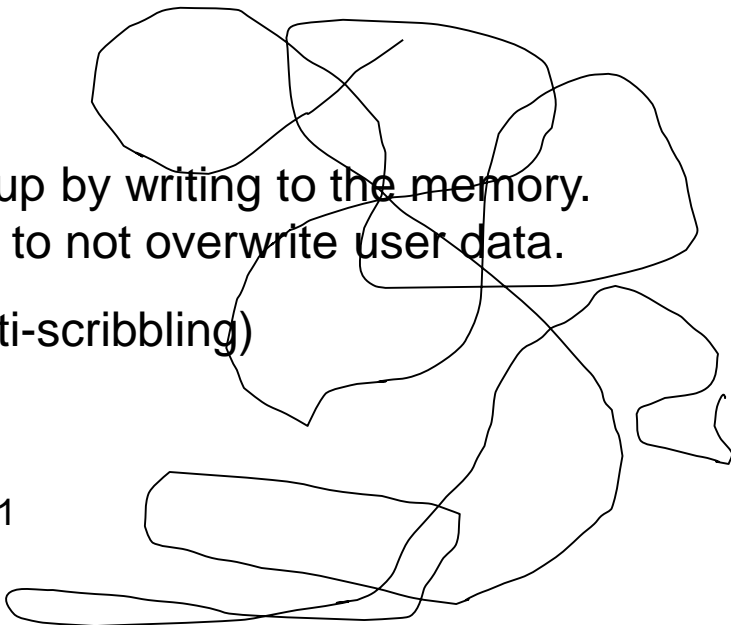 up by writing to the memory.
to not overwrite user data.
ti-scribbling)
1